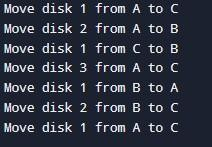 Move disk 1 from A to C
Move disk 2 from A to B
Move disk 1 from C to B
Move disk 3 from A to C
Move disk 1 from B to A
Move disk 2 from B to C
Move disk 1 from A to C